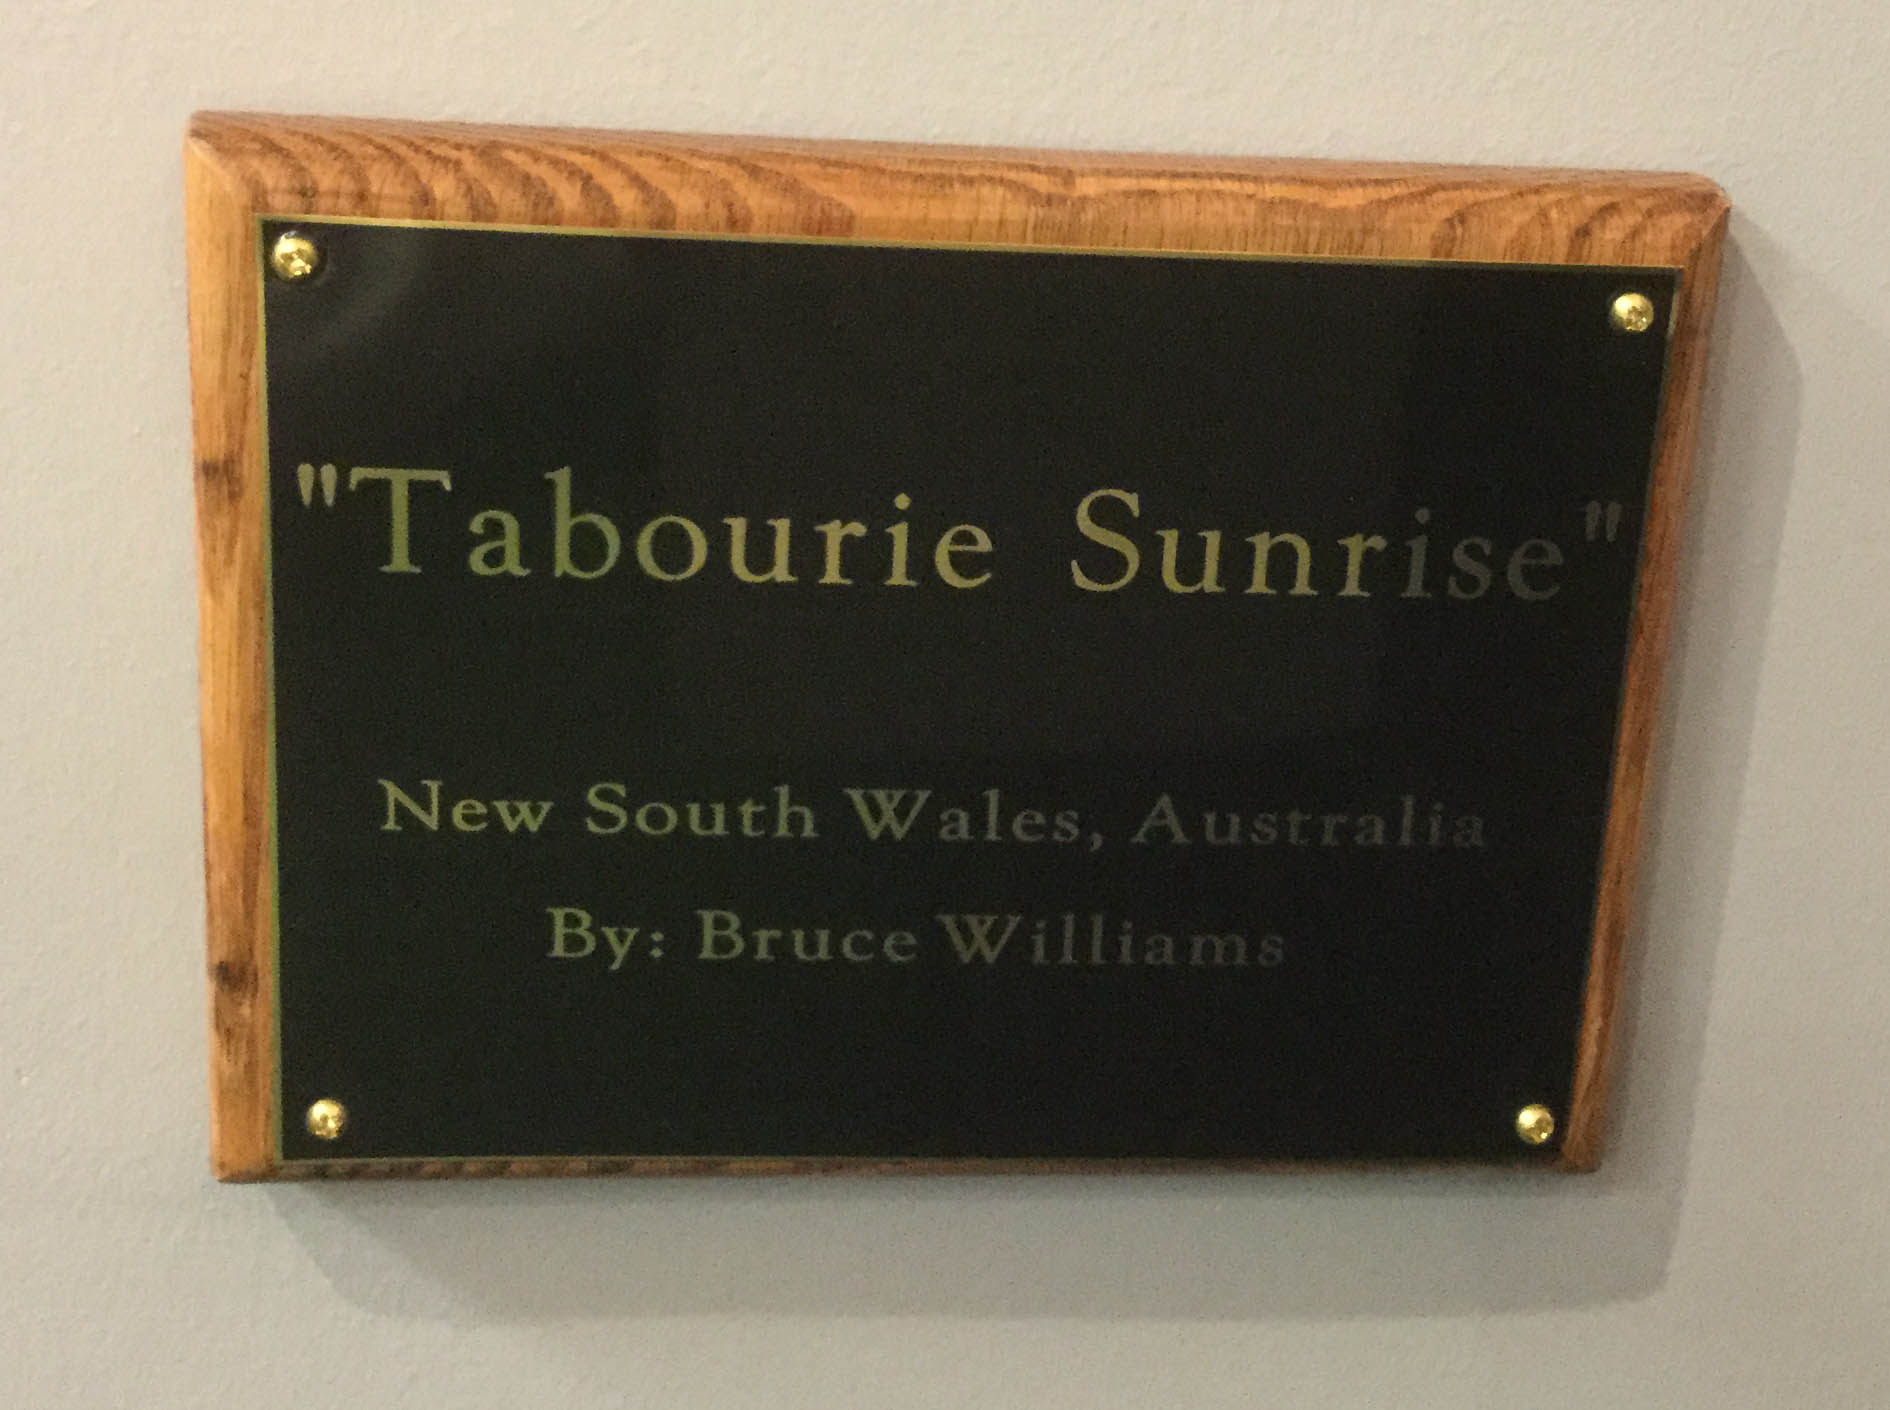 "Tabourie Sunrise"
New South Wales, Australia
By: Bruce Williams